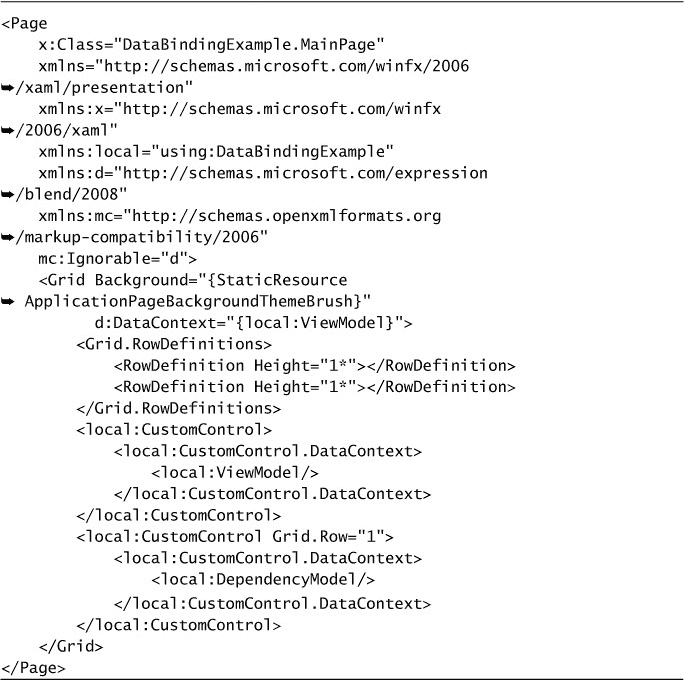 <Page
    x:Class="DataBindingExample.MainPage"
    xmlns="http://schemas.microsoft.com/winfx/2006
➥/xaml/presentation"
    xmlns:x="http://schemas.microsoft.com/winfx
➥/2006/xaml"
    xmlns:local="using:DataBindingExample"
    xmlns:d="http://schemas.microsoft.com/expression
➥/blend/2008"
    xmlns:mc="http://schemas.openxmlformats.org
➥/markup-compatibility/2006"
    mc:Ignorable="d">
    <Grid Background="{StaticResource
➥ ApplicationPageBackgroundThemeBrush}"
          d:DataContext="{local:ViewModel}">
        <Grid.RowDefinitions>
            <RowDefinition Height="1*"></RowDefinition>
            <RowDefinition Height="1*"></RowDefinition>
        </Grid.RowDefinitions>
        <local:CustomControl>
            <local:CustomControl.DataContext>
                <local:ViewModel/>
            </local:CustomControl.DataContext>
        </local:CustomControl>
        <local:CustomControl Grid.Row="1">
            <local:CustomControl.DataContext>
                <local:DependencyModel/>
            </local:CustomControl.DataContext>
        </local:CustomControl>
    </Grid>
</Page>